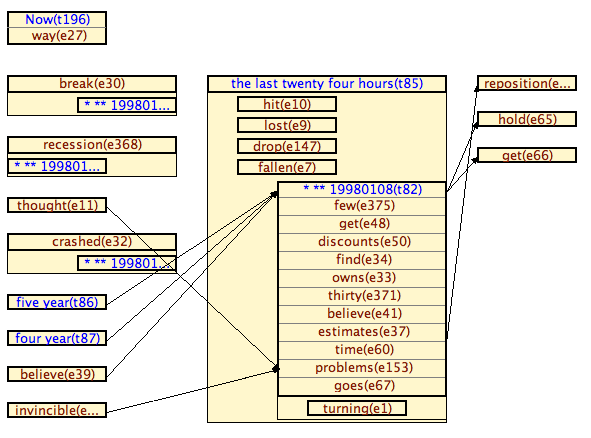 Now(t196)
way(e27)
break(e30)
* ** 199801...
recession(e368)
* ** 199801...
thought(e11)
crashed(e32)
* ** 199801...
five year(t86)
four year(t87)
believe(e39)
invincible(e...
the last twenty four hours(t85)
hit(e10)
lost(e9)
drop(e147)
fallen(e7)
* ** 19980108(t82)
few(e375)
get(e48)
discounts(e50)
find(e34)
owns(e33)
thirty(e371)
believe(e41)
estimates(e37)
time(e60)
problems(e153)
goes(e67)
turning(e1)
reposition(e...
hold(e65)
get(e66)